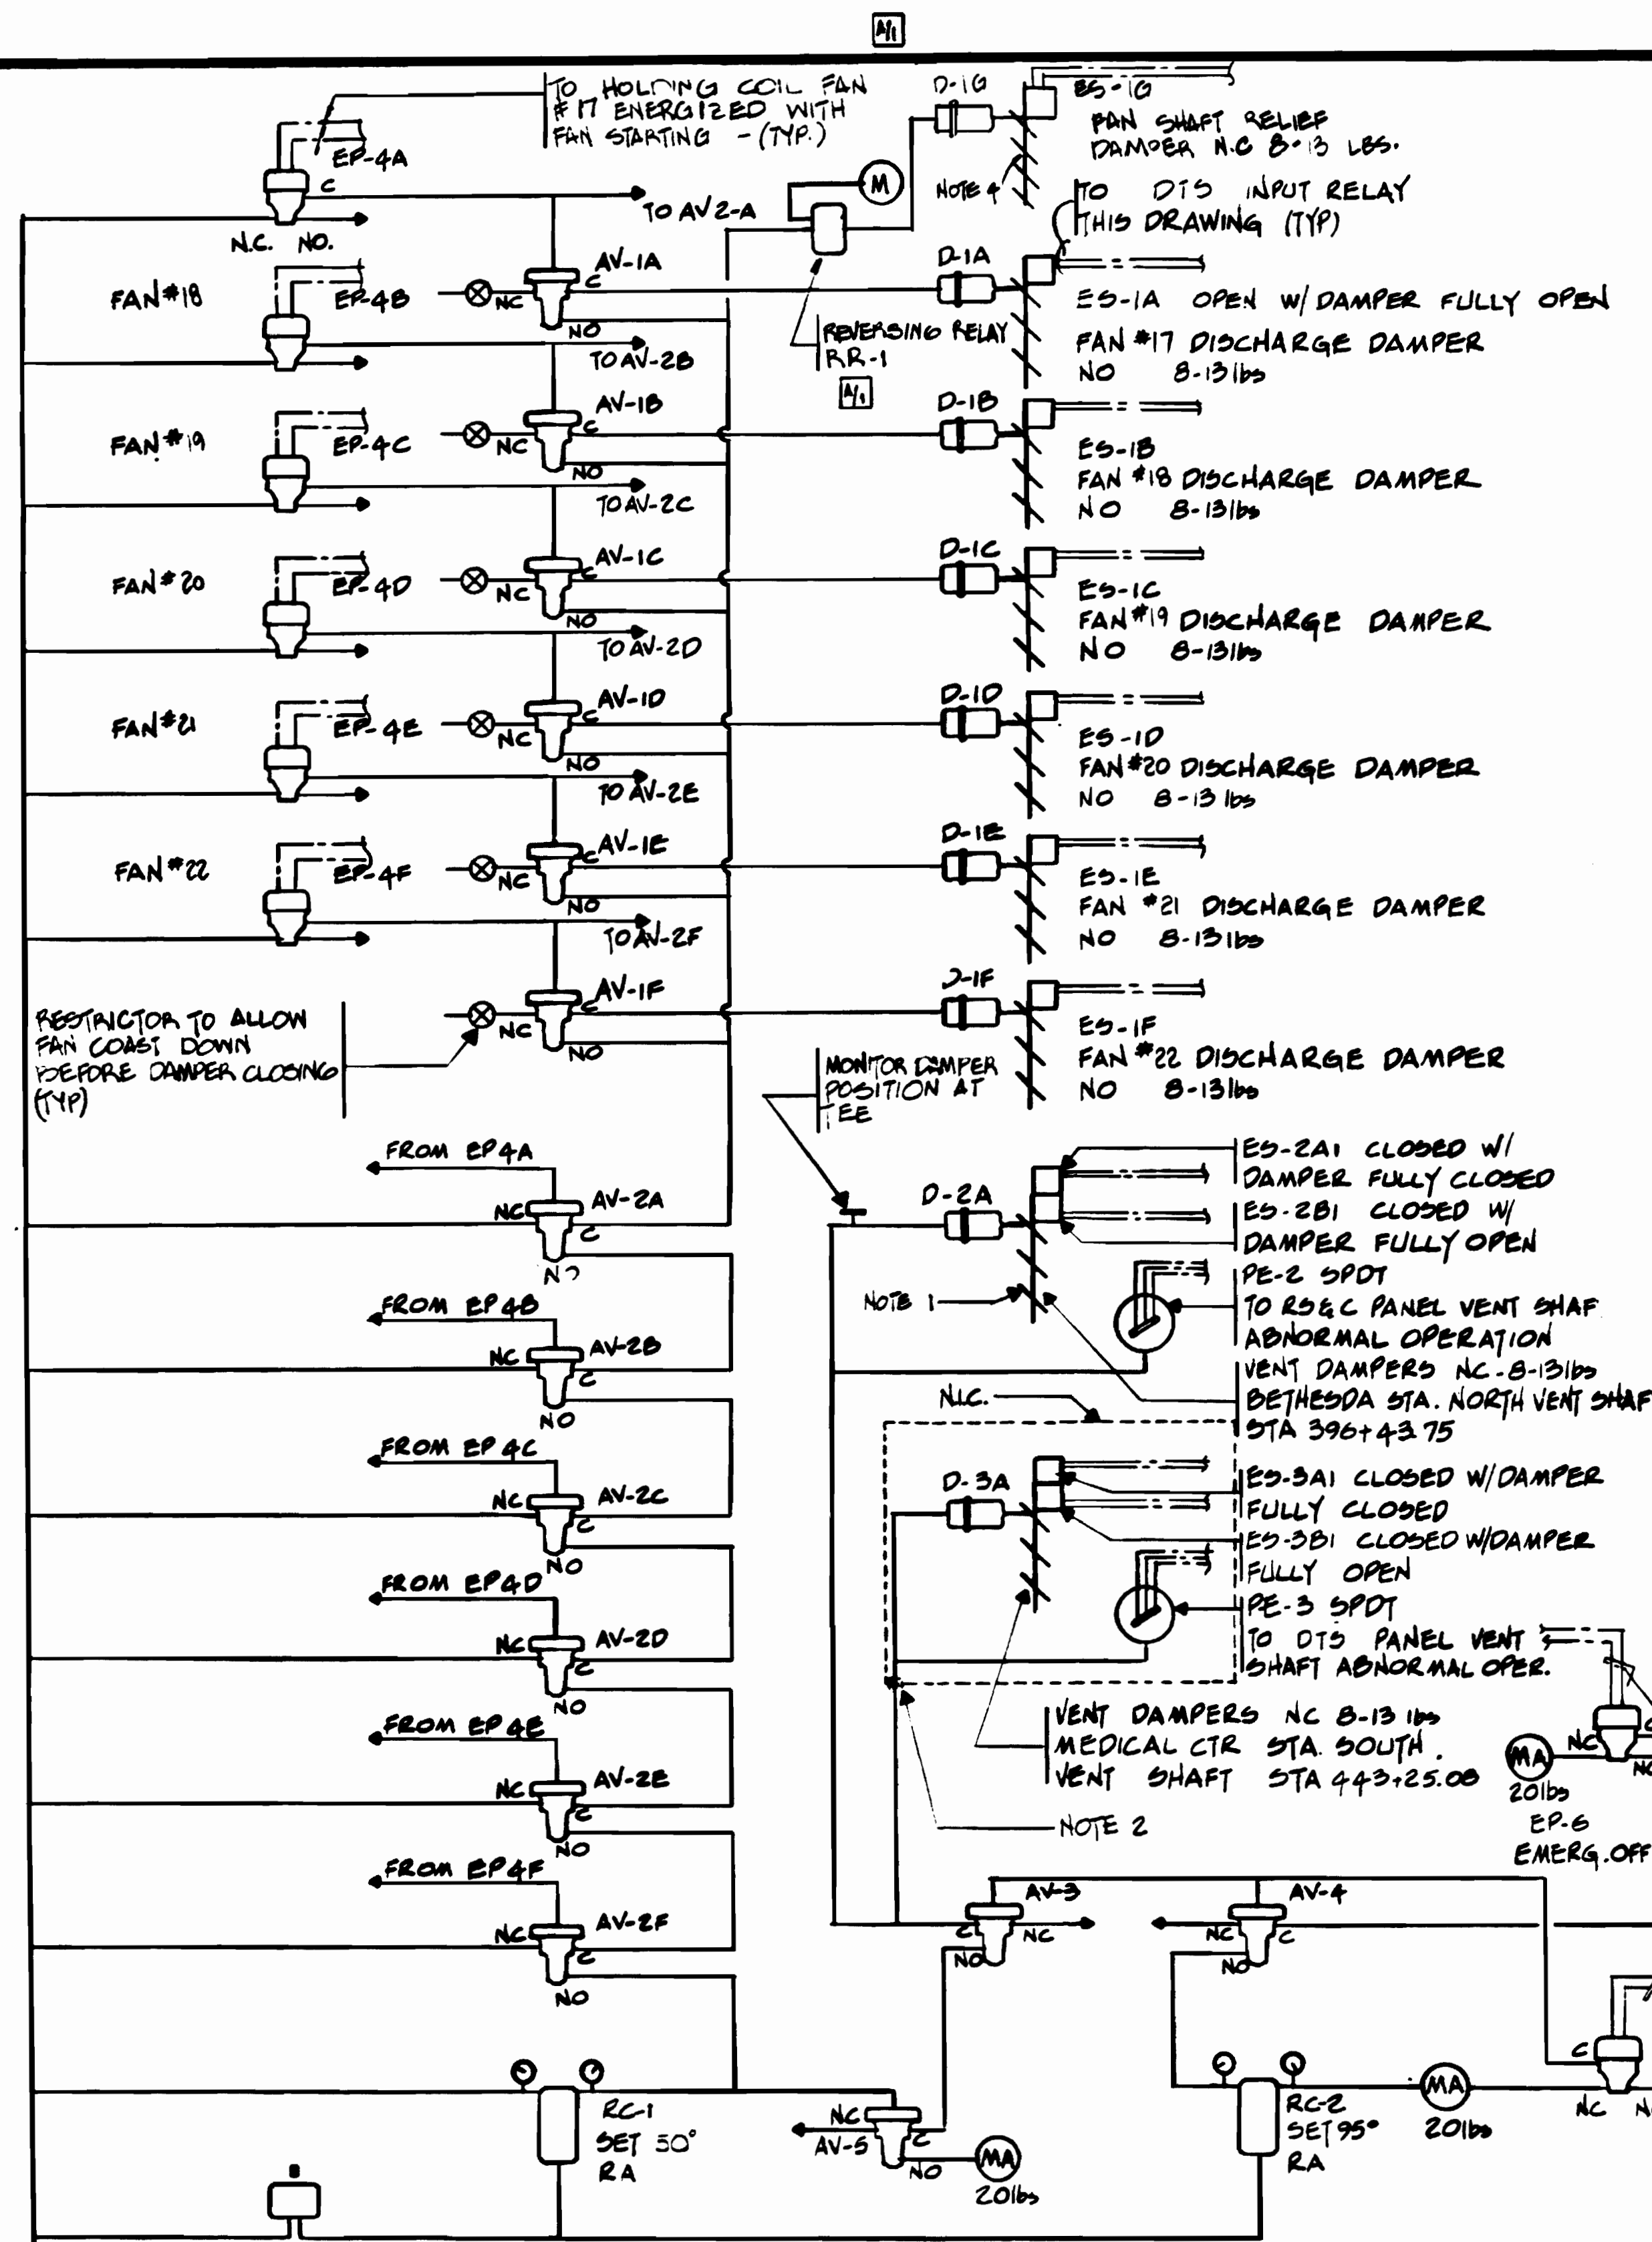 A/1
TO HOLDING COIL FAN
#17 ENERGIZED WITH
FAN STARTING - (TYP.)
EP-4A
C
N.C. NO.
TO AV2-A
M
D-1G
ES-1G
FAN SHAFT RELIEF
DAMPER N.C 8-13 LBS.
NOTE 4
TO DTS INPUT RELAY
THIS DRAWING (TYP)
REVERSING RELAY
RR-1
A/1
FAN #18
EP-4B
NC
AV-1A
C
NO
TO AV-2B
D-1A
ES-1A OPEN W/DAMPER FULLY OPEN
FAN #17 DISCHARGE DAMPER
NO 8-13lbs
FAN #19
EP-4C
NC
AV-1B
C
NO
TO AV-2C
D-1B
ES-1B
FAN #18 DISCHARGE DAMPER
NO 8-13lbs
FAN #20
EP-4D
NC
AV-1C
C
NO
TO AV-2D
D-1C
ES-1C
FAN #19 DISCHARGE DAMPER
NO 8-13lbs
FAN #21
EP-4E
NC
AV-1D
C
NO
TO AV-2E
D-1D
ES-1D
FAN #20 DISCHARGE DAMPER
NO 8-13 lbs
FAN #22
EP-4F
NC
AV-1E
C
NO
TO AV-2F
D-1E
ES-1E
FAN #21 DISCHARGE DAMPER
NO 8-13lbs
RESTRICTOR TO ALLOW
FAN COAST DOWN
BEFORE DAMPER CLOSING
(TYP)
NC
AV-1F
C
NO
D-1F
ES-1F
FAN #22 DISCHARGE DAMPER
NO 8-13lbs
MONITOR DAMPER
POSITION AT
TEE
FROM EP4A
NC
AV-2A
C
NO
D-2A
NOTE 1
ES-2A1 CLOSED W/
DAMPER FULLY CLOSED
ES-2B1 CLOSED W/
DAMPER FULLY OPEN
PE-2 SPDT
TO RS&C PANEL VENT SHAF
ABNORMAL OPERATION
VENT DAMPERS NC-8-13lbs
BETHESDA STA. NORTH VENT SHAF
STA 396+43.75
FROM EP4B
NC
AV-2B
C
NO
N.I.C.
FROM EP4C
NC
AV-2C
C
NO
D-3A
ES-3A1 CLOSED W/DAMPER
FULLY CLOSED
ES-3B1 CLOSED W/DAMPER
FULLY OPEN
PE-3 SPDT
TO DTS PANEL VENT
SHAFT ABNORMAL OPER.
FROM EP4D
NC
AV-2D
C
NO
VENT DAMPERS NC 8-13 lbs
MEDICAL CTR STA. SOUTH.
VENT SHAFT STA 443+25.08
NOTE 2
FROM EP4E
NC
AV-2E
C
NO
MA
20lbs
NC
EP-6
EMERG.OFF
FROM EP4F
NC
AV-2F
C
NO
AV-3
C
NC
NO
AV-4
NC
C
NO
RC-1
SET 50°
RA
NC
AV-5
C
NO
MA
20lbs
RC-2
SET 95°
RA
MA
20lbs
C
NC